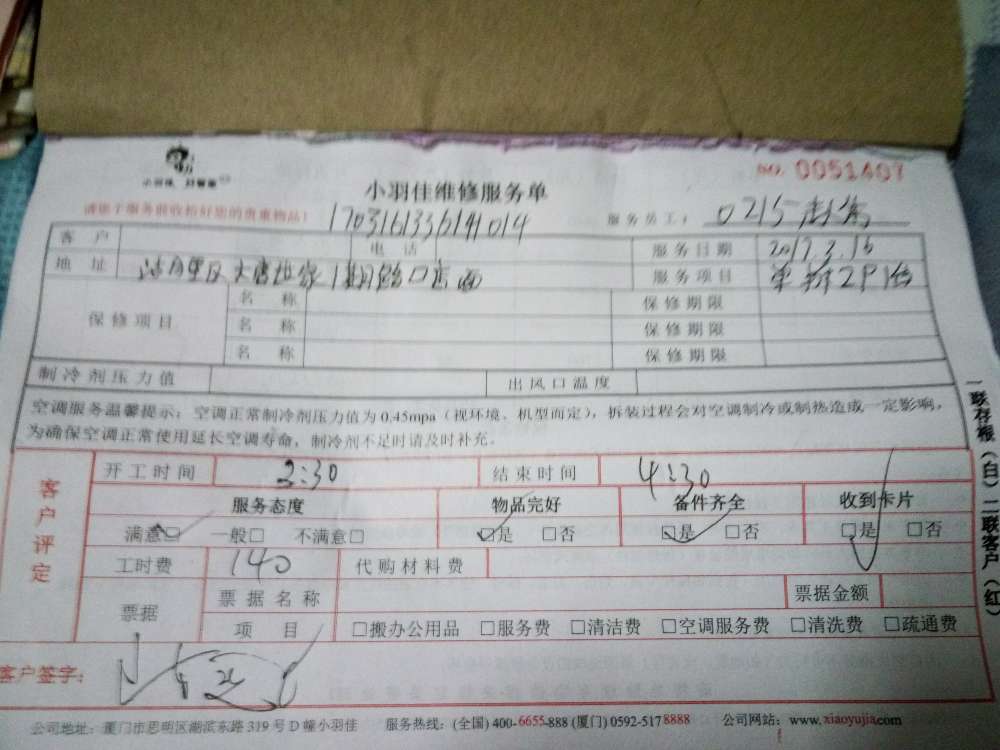 NO. 0051407
小羽佳维修服务单
请您于服务前收拾好您的贵重物品! 服务员工: 0215
1703161336141014
客户 电话 服务日期 2017.3.16
地址 1期路口店面 服务项目 单拆2P1台
保修项目 名称 保修期限
名称 保修期限
名称 保修期限
制冷剂压力值 出风口温度
空调服务温馨提示:空调正常制冷剂压力值为0.45mpa(视环境、机型而定),拆装过程会对空调制冷或制热造成一定影响,
为确保空调正常使用延长空调寿命,制冷剂不足时请及时补充。
客户评定
开工时间 2:30 结束时间 4:30
服务态度 物品完好 备件齐全 收到卡片
满意□ 一般□ 不满意□ □是 □否 □是 □否 □是 □否
工时费 140 代购材料费
票据 票据名称 票据金额
项目 □搬办公用品 □服务费 □清洁费 □空调服务费 □清洗费 □疏通费
客户签字:
公司地址:厦门市思明区湖滨东路319号D幢小羽佳 服务热线:(全国)400-6655-888(厦门)0592-5178888 公司网站:www.xiaoyujia.com
一联存根(白)二联客户(红)